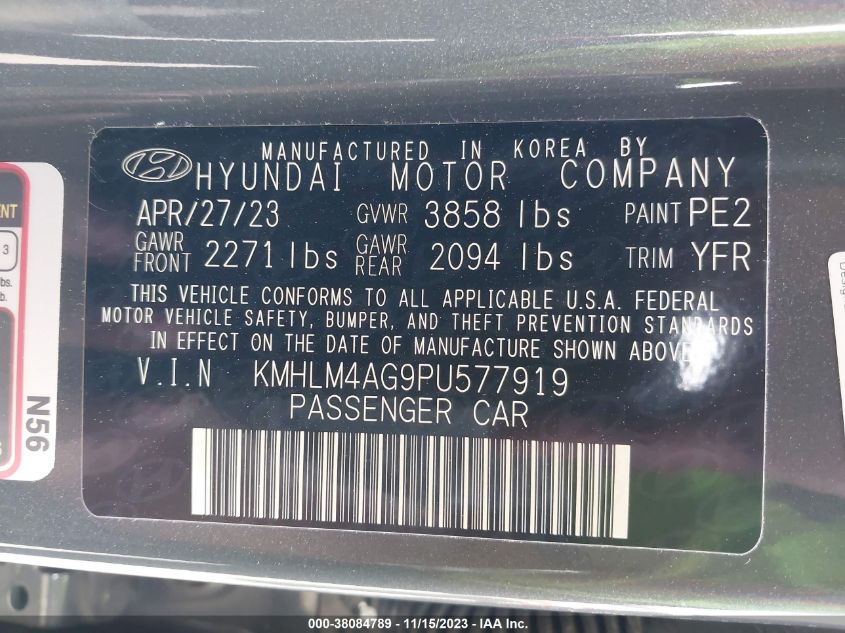 MANUFACTURED IN KOREA BY
HYUNDAI MOTOR COMPANY
APR/27/23 GVWR 3858 lbs PAINT PE2
GAWR FRONT 2271 lbs GAWR REAR 2094 lbs TRIM YFR
THIS VEHICLE CONFORMS TO ALL APPLICABLE U.S.A. FEDERAL
MOTOR VEHICLE SAFETY, BUMPER, AND THEFT PREVENTION STANDARDS
IN EFFECT ON THE DATE OF MANUFACTURE SHOWN ABOVE
V.I.N KMHLM4AG9PU577919
PASSENGER CAR
3
N56
000-38084789 - 11/15/2023 - IAA, Inc.